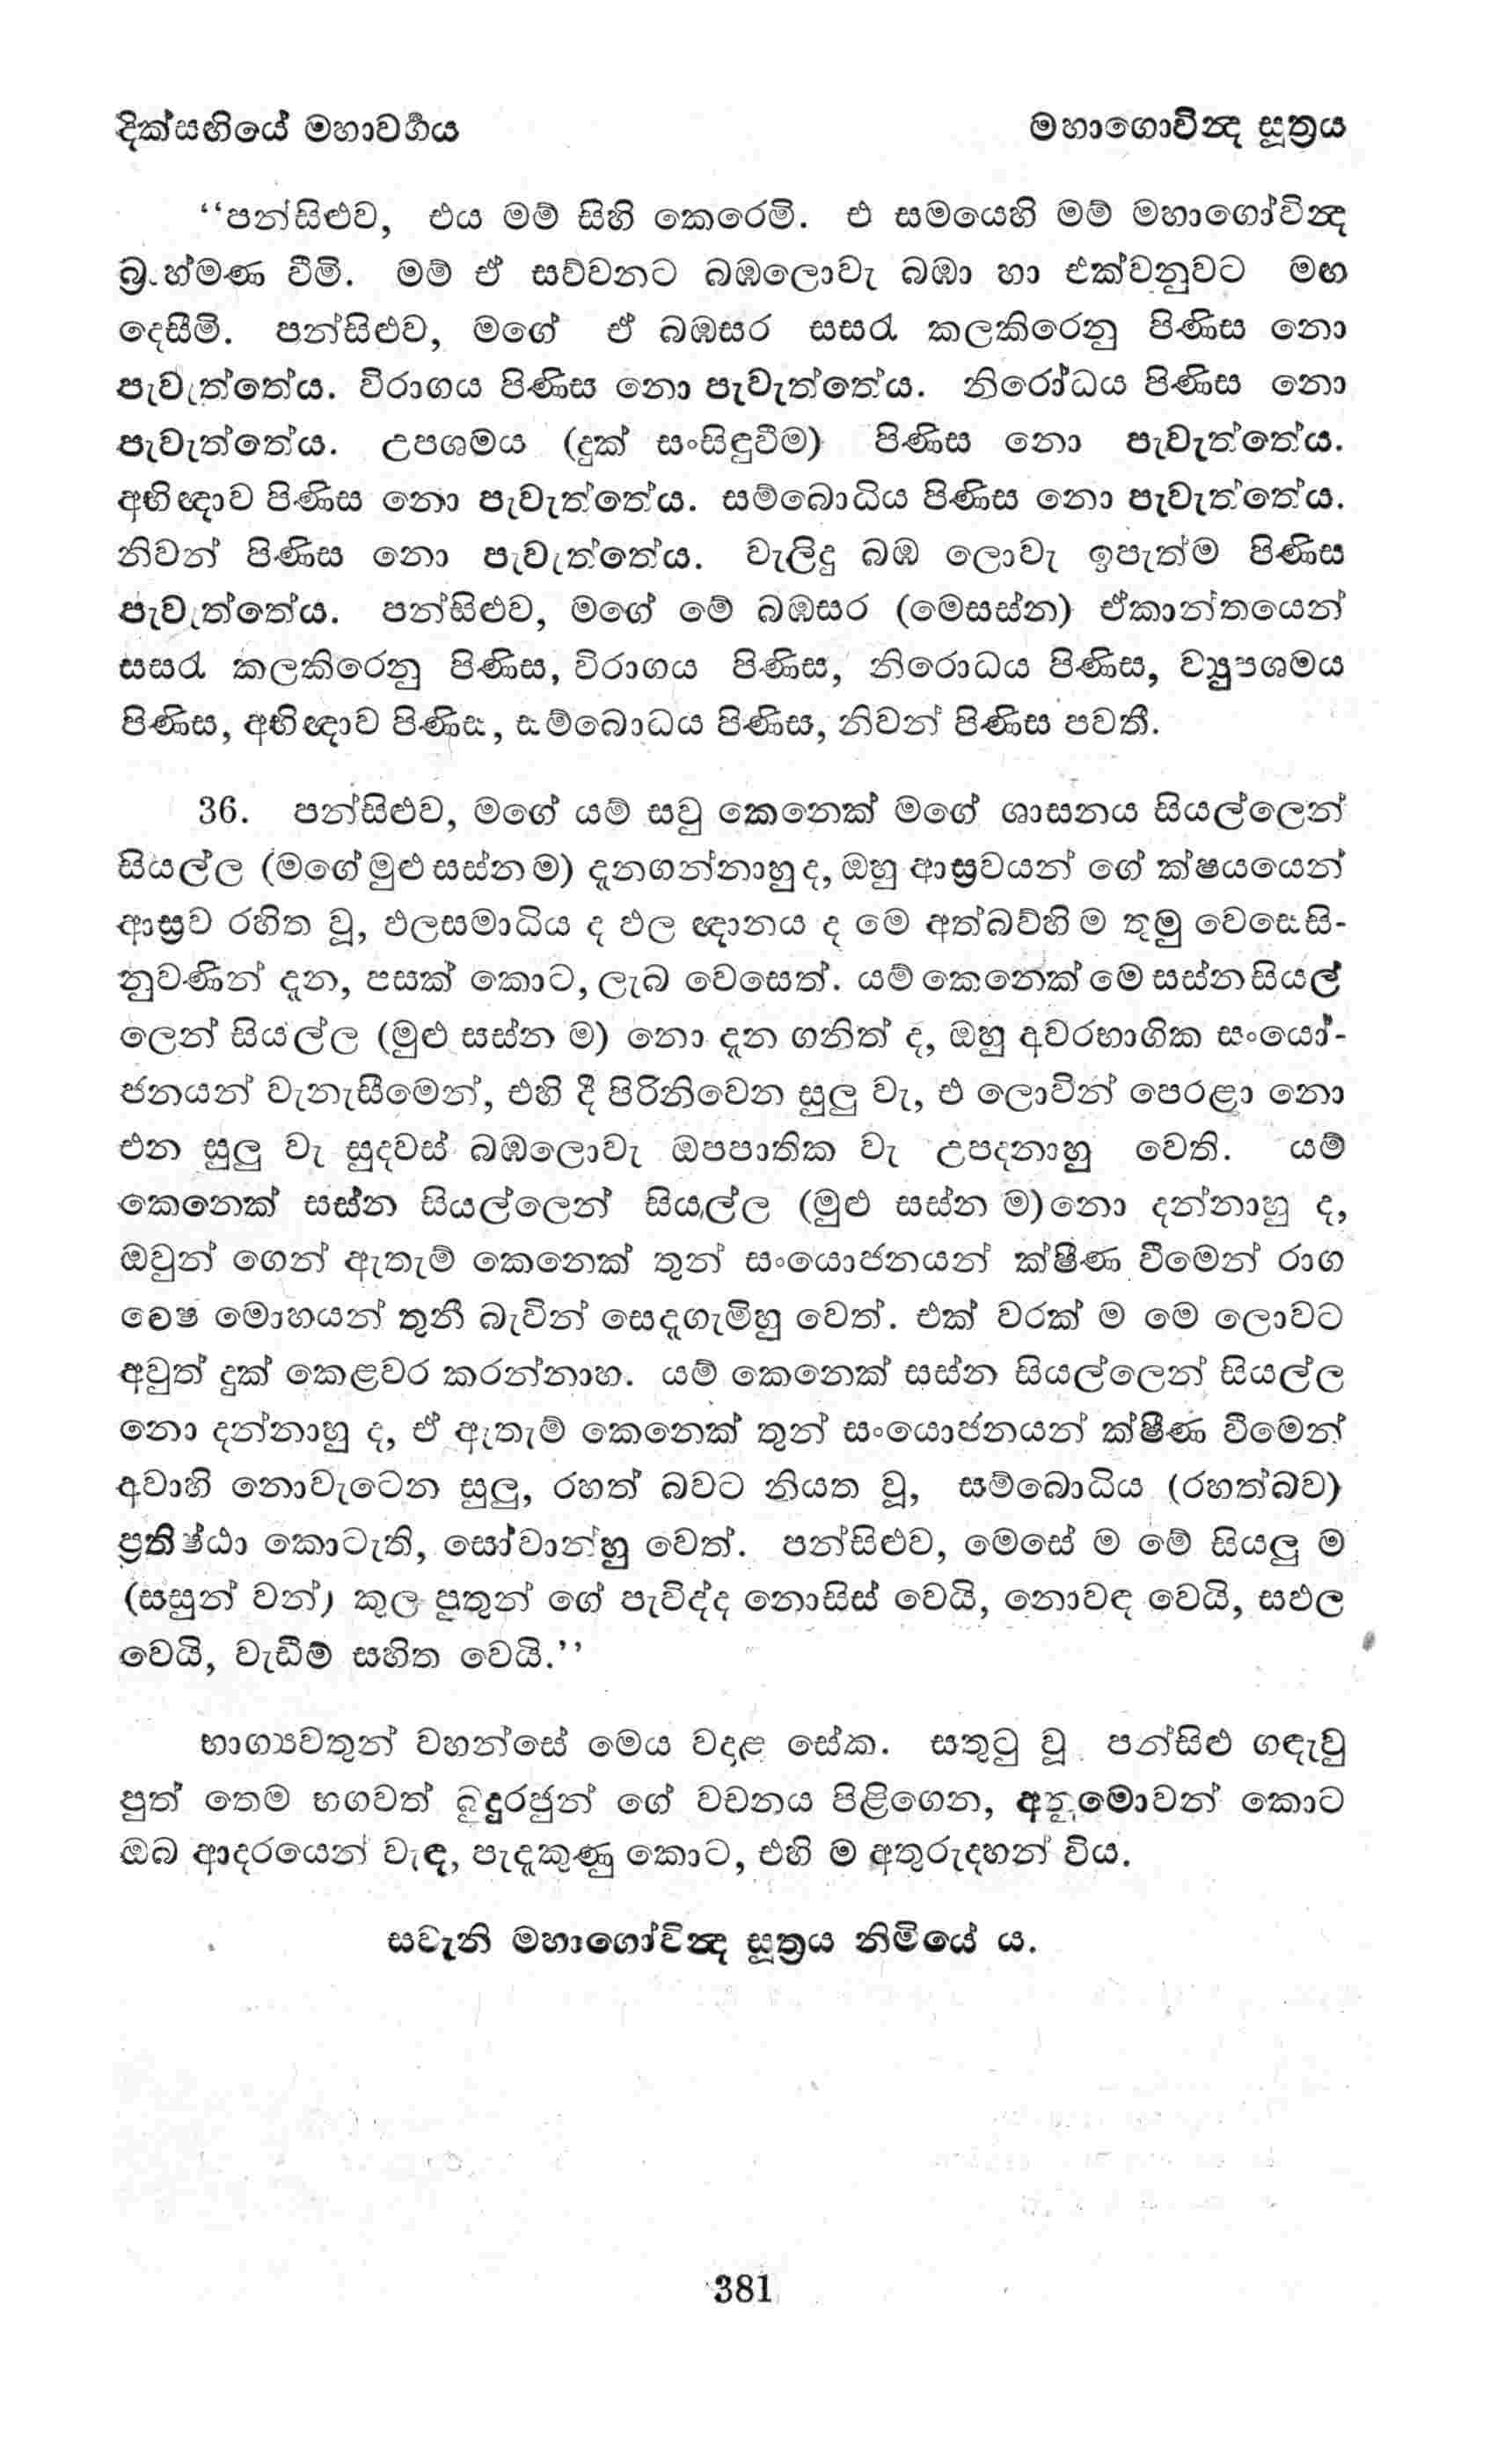 දික්සඟියේ මහාවර්‍ගය
මහාගොවින්‍ද සූත්‍රය
‘‘පන්සිළුව, එය මම් සිහි කෙරෙමි. එ සමයෙහි මම් මහාගෝවින්‍ද
බ්‍රාහ්මණ වීමි. මම් ඒ සව්වනට බඹලොවැ බඹා හා එක්වනුවට මඟ
දෙසීමි. පන්සිළුව, මගේ ඒ බඹසර සසරැ කලකිරෙනු පිණිස නො
පැවැත්තේය. විරාගය පිණිස නො පැවැත්තේය. නිරෝධය පිණිස නො
පැවැත්තේය. උපශමය (දුක් සංසිඳුවීම) පිණිස නො පැවැත්තේය.
අභිඥාව පිණිස නො පැවැත්තේය. සම්බොධිය පිණිස නො පැවැත්තේය.
නිවන් පිණිස නො පැවැත්තේය. වැලිදු බඹ ලොවැ ඉපැත්ම පිණිස
පැවැත්තේය. පන්සිළුව, මගේ මේ බඹසර (මෙසස්න) ඒකාන්තයෙන්
සසරැ කලකිරෙනු පිණිස, විරාගය පිණිස, නිරොධය පිණිස, ව්‍යුපශමය
පිණිස, අභිඥාව පිණිස, සම්බොධය පිණිස, නිවන් පිණිස පවතී.
36. පන්සිළුව, මගේ යම් සවු කෙනෙක් මගේ ශාසනය සියල්ලෙන්
සියල්ල (මගේ මුළු සස්න ම) දැනගන්නාහු ද, ඔහු ආස්‍රවයන් ගේ ක්ෂයයෙන්
ආස්‍රව රහිත වූ, ඵලසමාධිය ද ඵල ඥානය ද මෙ අත්බව්හි ම තුමු වෙසෙසි-
නුවණින් දැන, පසක් කොට, ලැබ වෙසෙත්. යම් කෙනෙක් මෙ සස්න සියල්
ලෙන් සියල්ල (මුළු සස්න ම) නො දැන ගනිත් ද, ඔහු අවරභාගික සංයෝ-
ජනයන් වැනැසීමෙන්, එහි දී පිරිනිවෙන සුලු වැ, එ ලොවින් පෙරළා නො
එන සුලු වැ සුදවස් බඹලොවැ ඔපපාතික වැ උපදනාහු වෙති. යම්
කෙනෙක් සස්න සියල්ලෙන් සියල්ල (මුළු සස්න ම) නො දන්නාහු ද,
ඔවුන් ගෙන් ඇතැම් කෙනෙක් තුන් සංයොජනයන් ක්ෂීණ වීමෙන් රාග
ද්වෙෂ මොහයන් තුනී බැවින් සෙදැගැමිහු වෙත්. එක් වරක් ම මෙ ලොවට
අවුත් දුක් කෙළවර කරන්නාහ. යම් කෙනෙක් සස්න සියල්ලෙන් සියල්ල
නො දන්නාහු ද, ඒ ඇතැම් කෙනෙක් තුන් සංයොජනයන් ක්ෂීණ වීමෙන්
අවාහි නොවැටෙන සුලු, රහත් බවට නියත වූ, සම්බොධිය (රහත්බව)
ප්‍රතිෂ්ඨා කොටැති, සෝවාන්හු වෙත්. පන්සිළුව, මෙසේ ම මේ සියලු ම
(සසුන් වන්) කුල පුතුන් ගේ පැවිද්ද නොසිස් වෙයි, නොවඳ වෙයි, සඵල
වෙයි, වැඩීම් සහිත වෙයි.’’
භාග්‍යවතුන් වහන්සේ මෙය වදාළ සේක. සතුටු වූ පන්සිළු ගඳැව්
පුත් තෙම භගවත් බුදුරජුන් ගේ වචනය පිළිගෙන, අනුමොවන් කොට
ඔබ ආදරයෙන් වැඳ, පැදැකුණු කොට, එහි ම අතුරුදහන් විය.
සවැනි මහාගෝවින්‍ද සූත්‍රය නිමියේ ය.
381